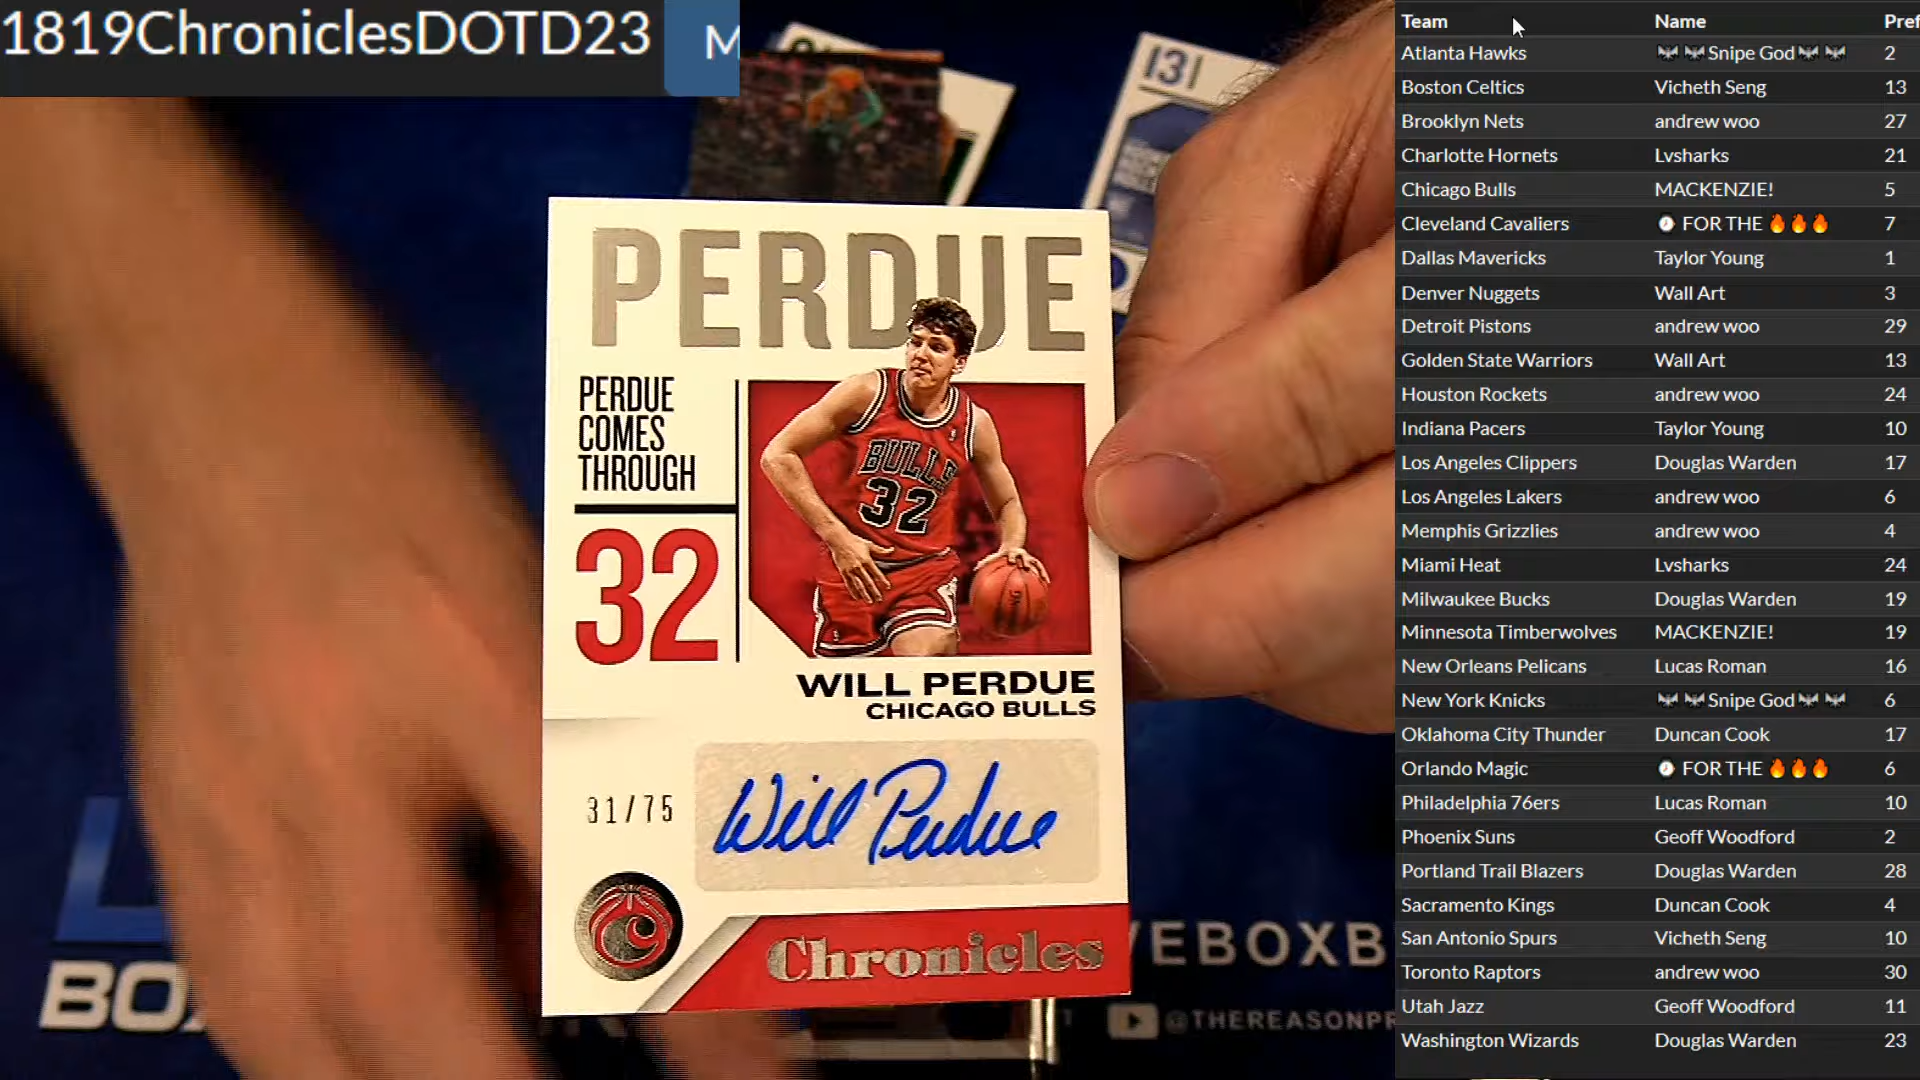 1819ChroniclesDOTD23
M
131
PERDUE
PERDUE
COMES
THROUGH
32
BULLS
32
WILL PERDUE
CHICAGO BULLS
31/75
Will Perdue
Chronicles
BO
VEBOXB
@THEREASONPR
Team Name Pref
Atlanta Hawks Snipe God 2
Boston Celtics Vicheth Seng 13
Brooklyn Nets andrew woo 27
Charlotte Hornets Lvsharks 21
Chicago Bulls MACKENZIE! 5
Cleveland Cavaliers 🕗 FOR THE 🔥🔥🔥 7
Dallas Mavericks Taylor Young 1
Denver Nuggets Wall Art 3
Detroit Pistons andrew woo 29
Golden State Warriors Wall Art 13
Houston Rockets andrew woo 24
Indiana Pacers Taylor Young 10
Los Angeles Clippers Douglas Warden 17
Los Angeles Lakers andrew woo 6
Memphis Grizzlies andrew woo 4
Miami Heat Lvsharks 24
Milwaukee Bucks Douglas Warden 19
Minnesota Timberwolves MACKENZIE! 19
New Orleans Pelicans Lucas Roman 16
New York Knicks Snipe God 6
Oklahoma City Thunder Duncan Cook 17
Orlando Magic 🕗 FOR THE 🔥🔥🔥 6
Philadelphia 76ers Lucas Roman 10
Phoenix Suns Geoff Woodford 2
Portland Trail Blazers Douglas Warden 28
Sacramento Kings Duncan Cook 4
San Antonio Spurs Vicheth Seng 10
Toronto Raptors andrew woo 30
Utah Jazz Geoff Woodford 11
Washington Wizards Douglas Warden 23